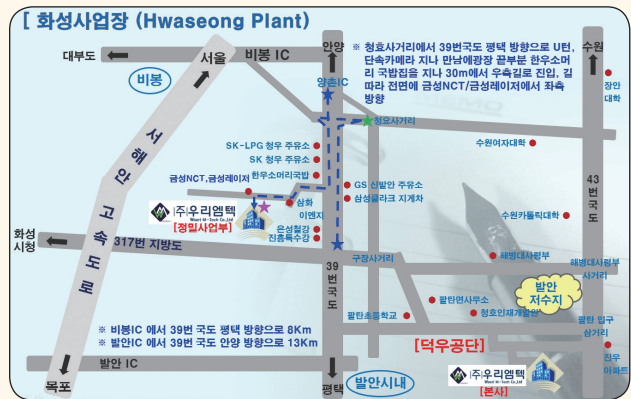 [ 화성사업장 (Hwaseong Plant)
대부도
서울
비봉 IC
안양
수원
※ 청호사거리에서 39번국도 평택 방향으로 U턴,
단속카메라 지나 만남에광장 끝부분 한우소머
리 국밥집을 지나 30m에서 우측길로 진입, 길
따라 전면에 금성NCT/금성레이저에서 좌측
방향
비봉
양촌IC
장안
대학
청요사거리
서해안 고속도로
SK-LPG 청우 주유소
SK 청우 주유소
한우소머리국밥
수원여자대학
43번국도
금성NCT,금성레이저
GS 신발안 주유소
삼성클라크 지게차
(주)우리엠텍
Woori M-Tech Co.,Ltd
[정밀사업부]
삼화
이엔지
수원카톨릭대학
은성철강
진흥특수강
화성
시청
317번 지방도
39번국도
구장사거리
해병대사령부
해병대사령부
사거리
발안
저수지
팔탄면사무소
팔탄초등학교
청호인재개발원
팔탄 입구
삼거리
※ 비봉IC 에서 39번 국도 평택 방향으로 8Km
※ 발안IC 에서 39번 국도 안양 방향으로 13Km
[덕우공단]
진우
아파트
발안 IC
목포
평택
발안시내
(주)우리엠텍
Woori M-Tech Co.,Ltd
[본사]